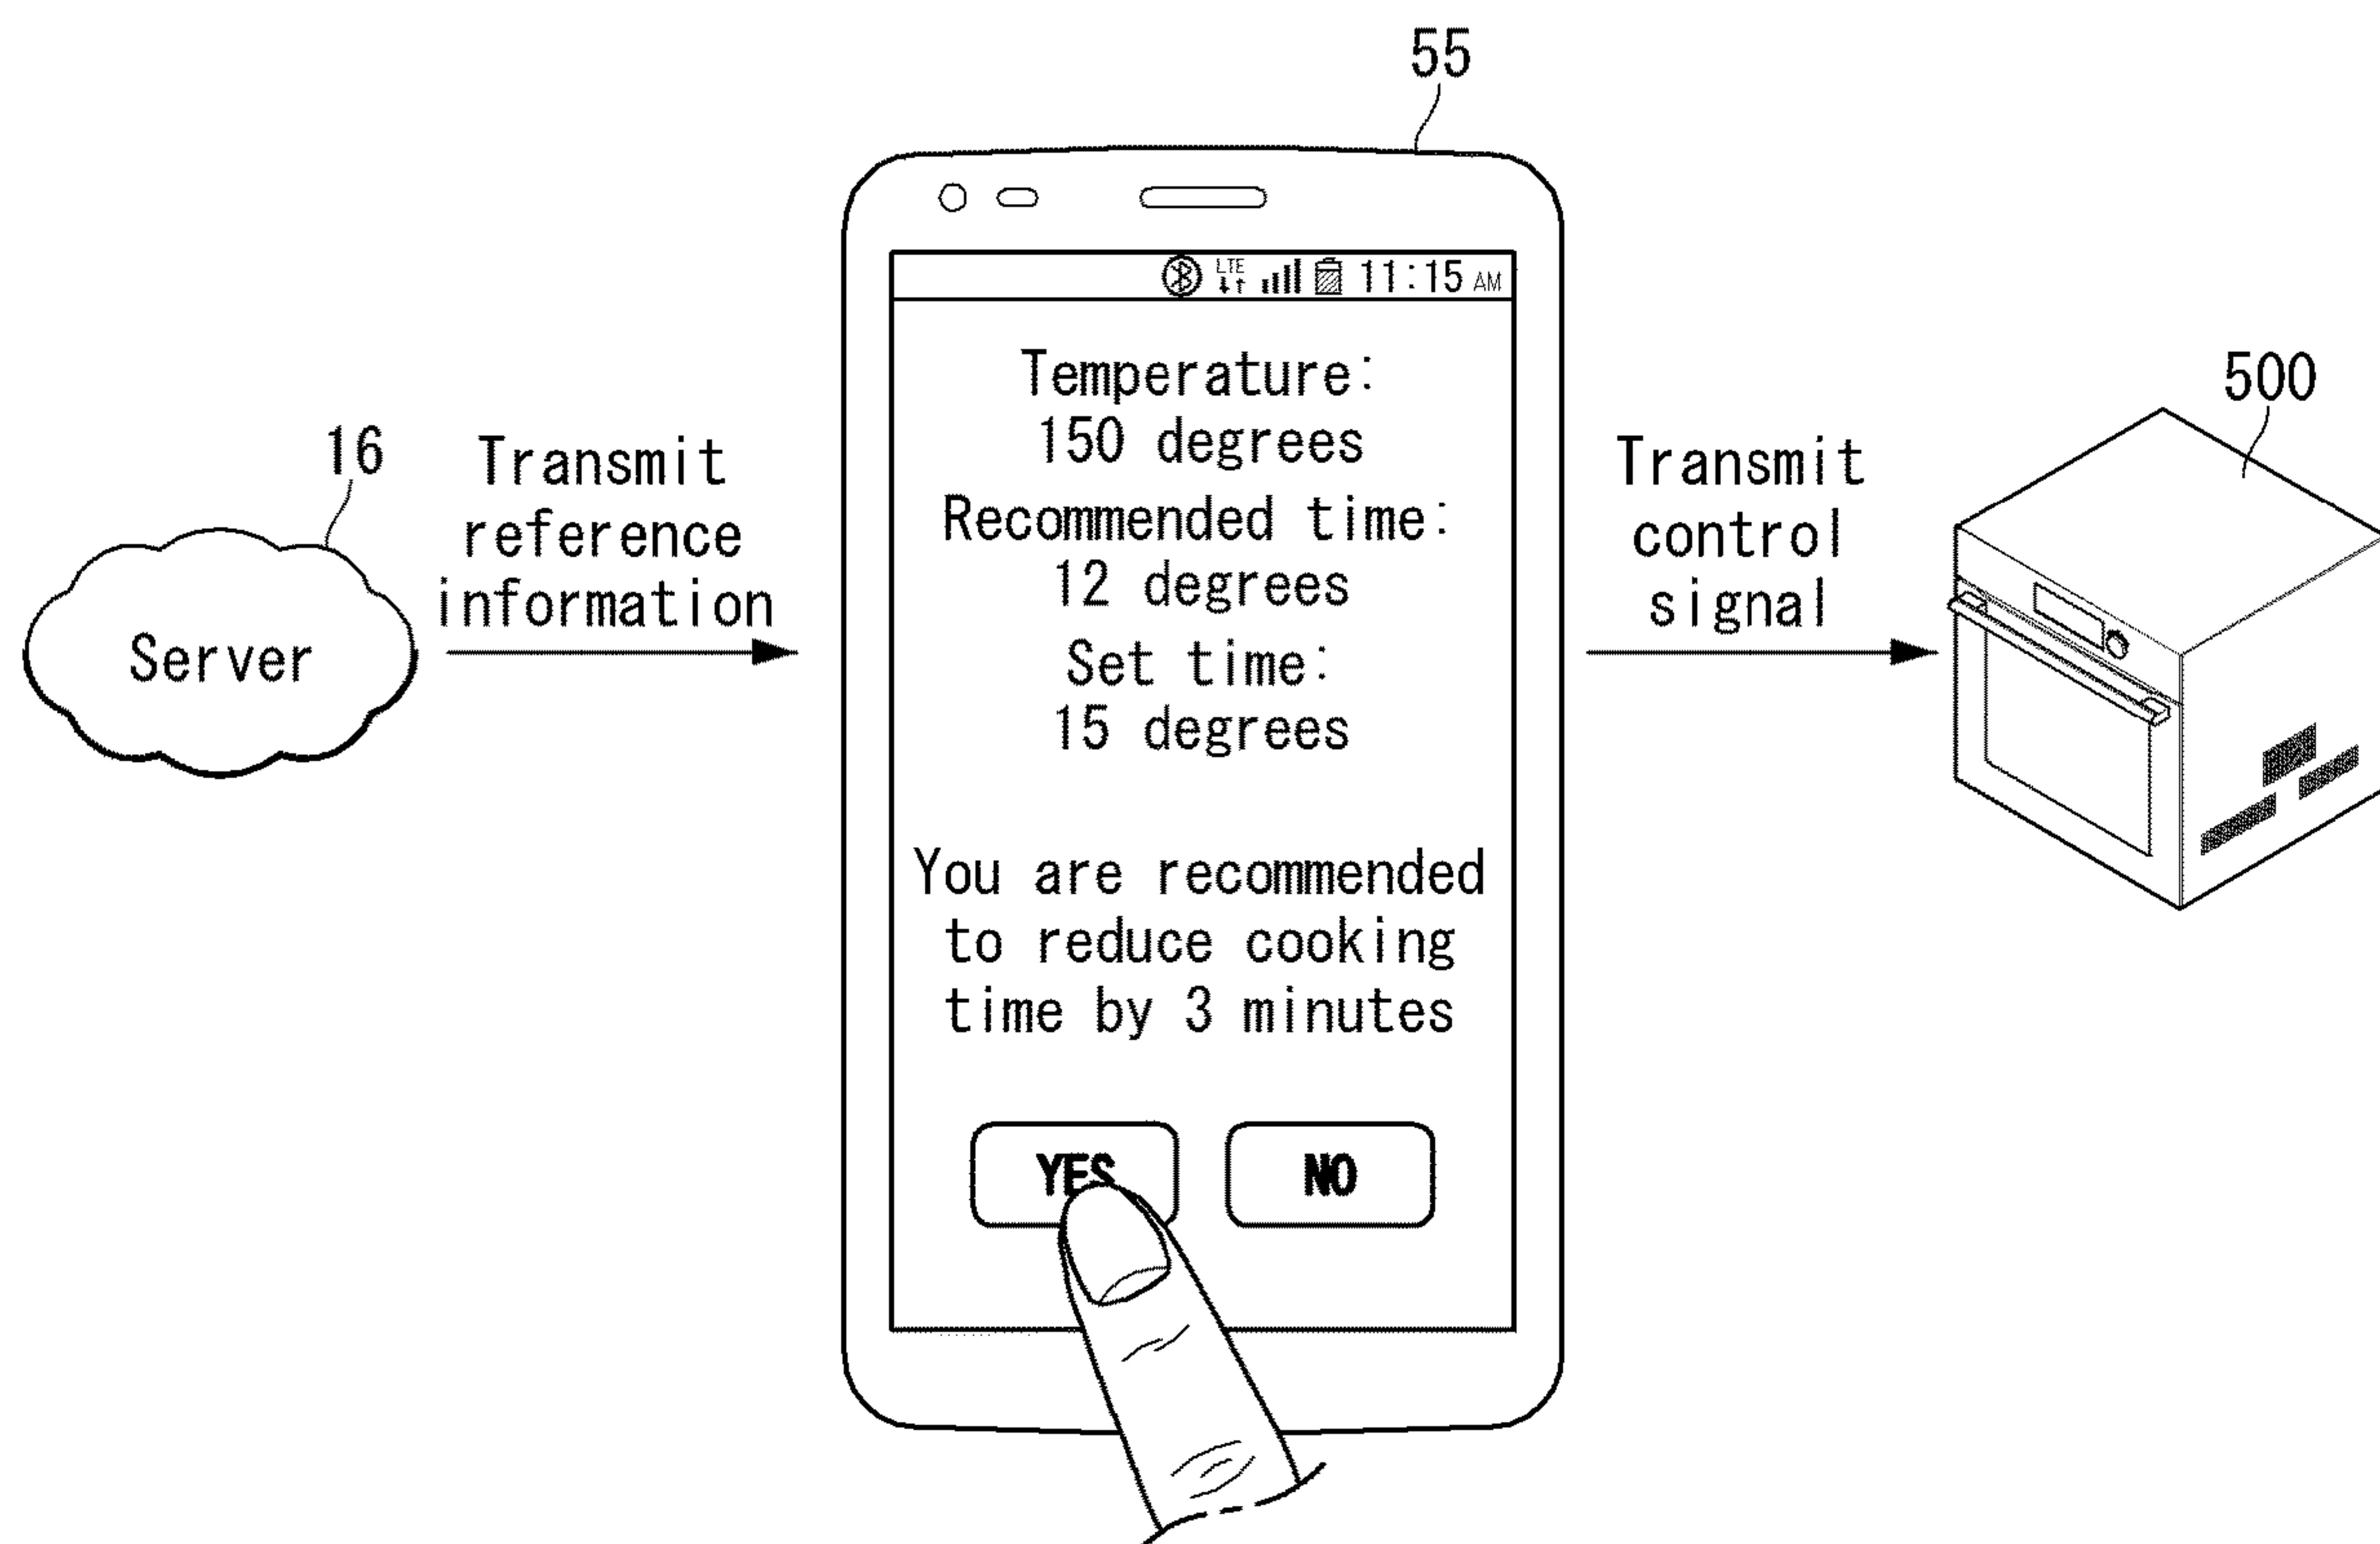 55
LTE 11:15 AM
Temperature:
150 degrees
Recommended time:
12 degrees
Set time:
15 degrees
You are recommended
to reduce cooking
time by 3 minutes
YES NO
16
Transmit
reference
information
Server
Transmit
control
signal
500